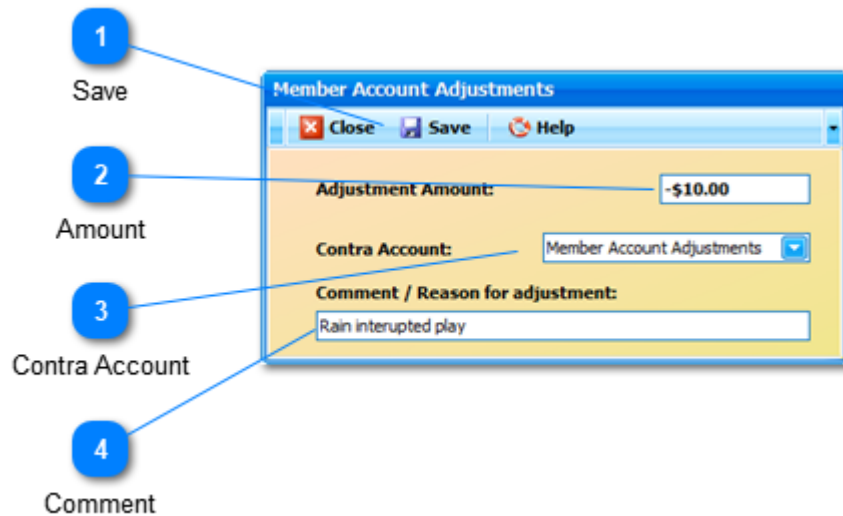 1
Save
2
Amount
3
Contra Account
4
Comment
Member Account Adjustments
Close Save Help
Adjustment Amount: -$10.00
Contra Account: Member Account Adjustments
Comment / Reason for adjustment:
Rain interupted play